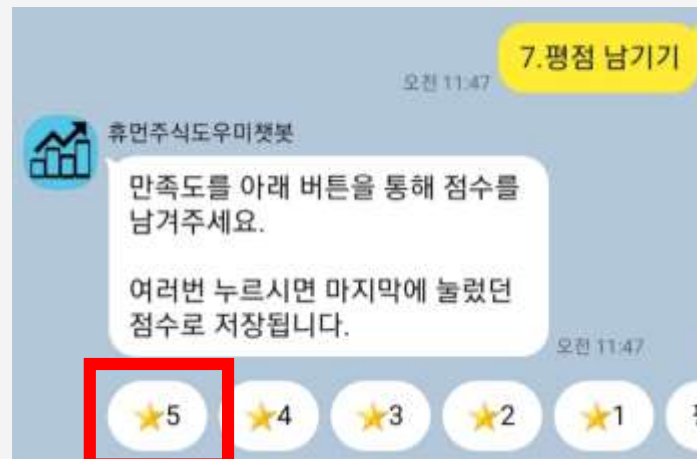 7.평점 남기기
오전 11:47
휴먼주식도우미챗봇
만족도를 아래 버튼을 통해 점수를
남겨주세요.
여러번 누르시면 마지막에 눌렀던
점수로 저장됩니다.
오전 11:47
⭐5 ⭐4 ⭐3 ⭐2 ⭐1